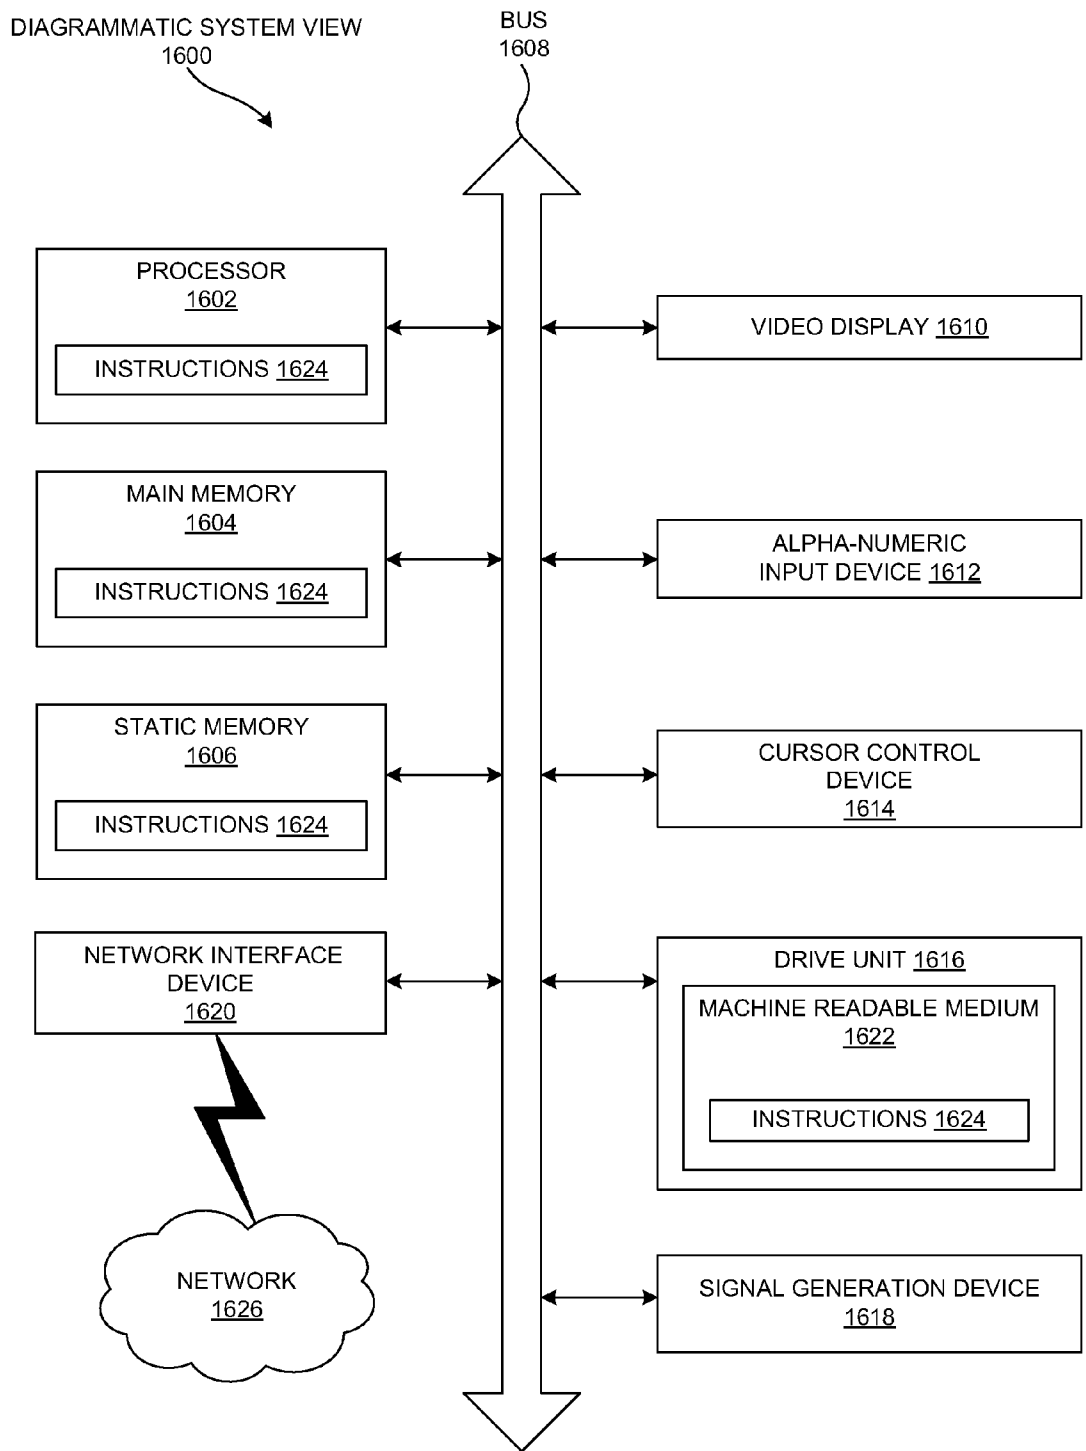 DIAGRAMMATIC SYSTEM VIEW
1600
BUS
1608
PROCESSOR
1602
INSTRUCTIONS 1624
MAIN MEMORY
1604
INSTRUCTIONS 1624
STATIC MEMORY
1606
INSTRUCTIONS 1624
NETWORK INTERFACE
DEVICE
1620
NETWORK
1626
VIDEO DISPLAY 1610
ALPHA-NUMERIC
INPUT DEVICE 1612
CURSOR CONTROL
DEVICE
1614
DRIVE UNIT 1616
MACHINE READABLE MEDIUM
1622
INSTRUCTIONS 1624
SIGNAL GENERATION DEVICE
1618